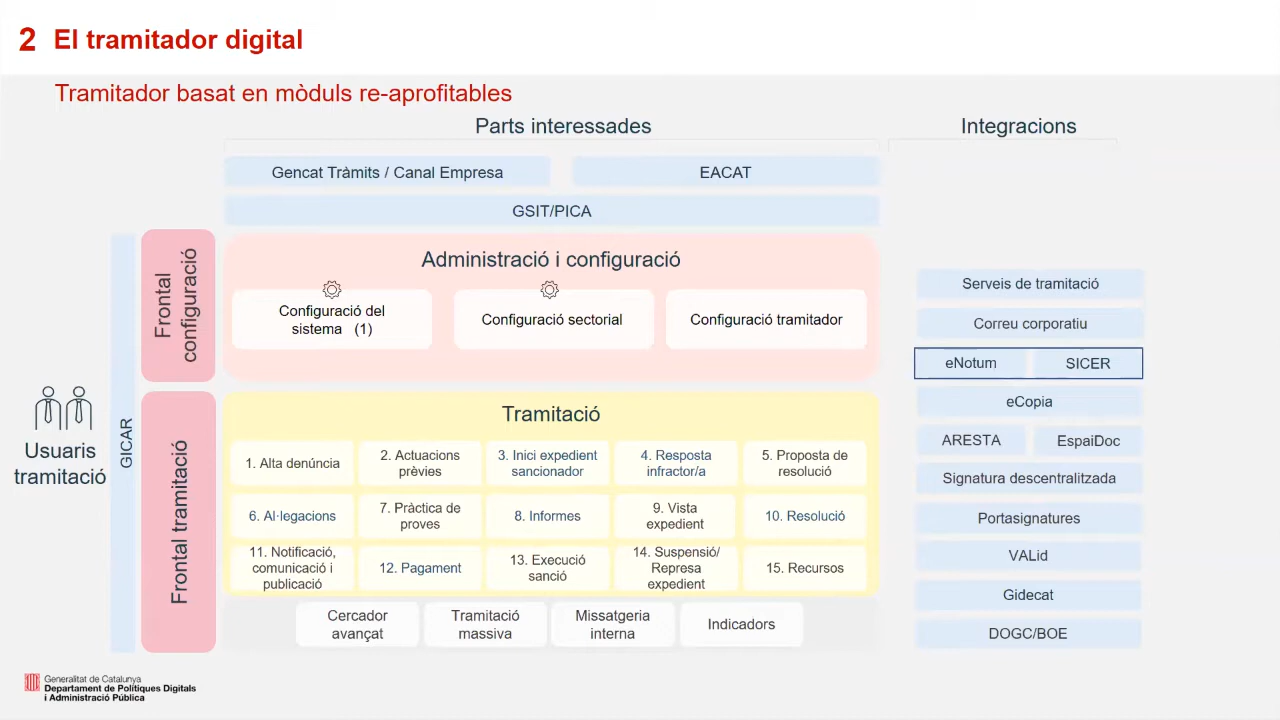 2 El tramitador digital
Tramitador basat en mòduls re-aprofitables
Parts interessades
Integracions
Gencat Tràmits / Canal Empresa
EACAT
GSIT/PICA
Usuaris
tramitació
GICAR
Frontal
configuració
Administració i configuració
Configuració del
sistema (1)
Configuració sectorial
Configuració tramitador
Frontal tramitació
Tramitació
1. Alta denúncia
2. Actuacions
prèvies
3. Inici expedient
sancionador
4. Resposta
infractor/a
5. Proposta de
resolució
6. Al·legacions
7. Pràctica de
proves
8. Informes
9. Vista
expedient
10. Resolució
11. Notificació,
comunicació i
publicació
12. Pagament
13. Execució
sanció
14. Suspensió/
Represa
expedient
15. Recursos
Cercador
avançat
Tramitació
massiva
Missatgeria
interna
Indicadors
Serveis de tramitació
Correu corporatiu
eNotum
SICER
eCopia
ARESTA
EspaiDoc
Signatura descentralitzada
Portasignatures
VALid
Gidecat
DOGC/BOE
Generalitat de Catalunya
Departament de Polítiques Digitals
i Administració Pública